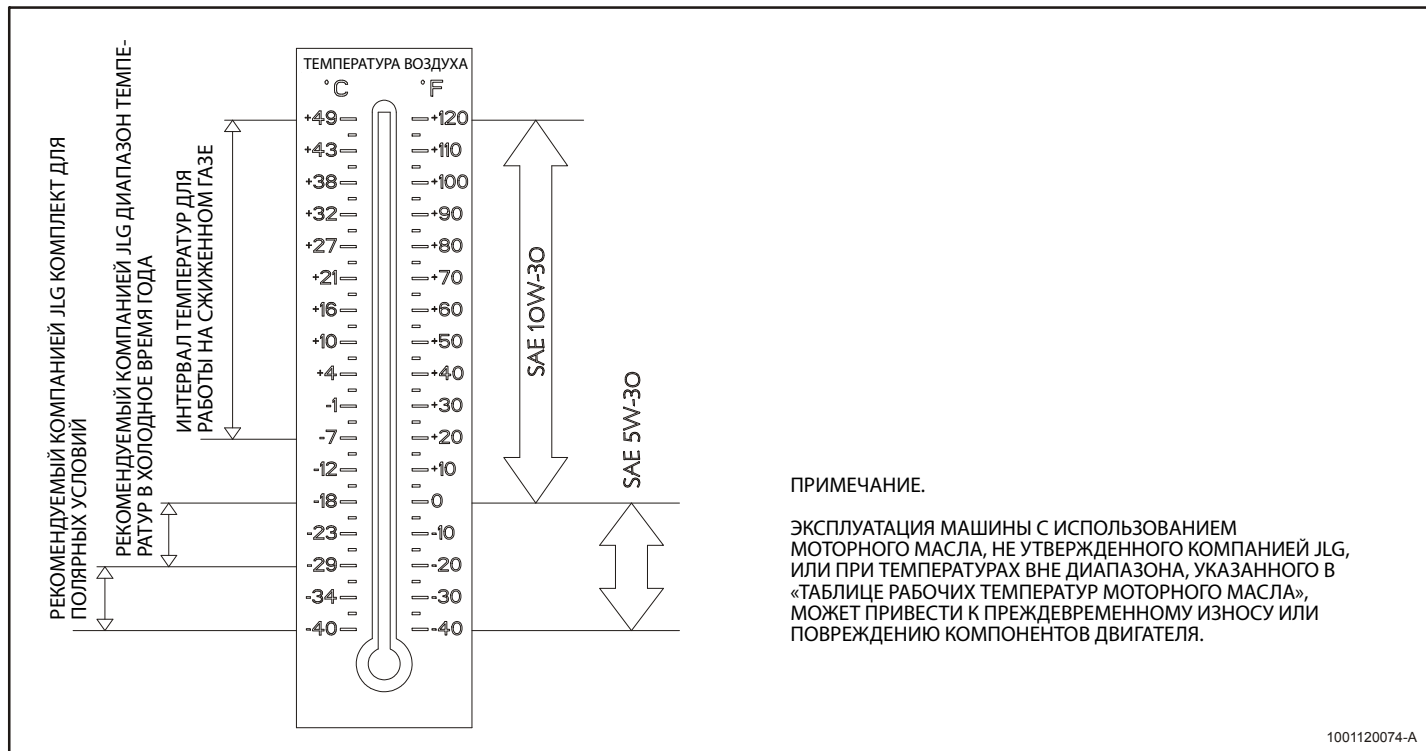 РЕКОМЕНДУЕМЫЙ КОМПАНИЕЙ JLG КОМПЛЕКТ ДЛЯ
ПОЛЯРНЫХ УСЛОВИЙ
РЕКОМЕНДУЕМЫЙ КОМПАНИЕЙ JLG ДИАПАЗОН ТЕМПЕ-
РАТУР В ХОЛОДНОЕ ВРЕМЯ ГОДА
ИНТЕРВАЛ ТЕМПЕРАТУР ДЛЯ
РАБОТЫ НА СЖИЖЕННОМ ГАЗЕ
ТЕМПЕРАТУРА ВОЗДУХА
°C °F
+49 +120
+43 +110
+38 +100
+32 +90
+27 +80
+21 +70
+16 +60
+10 +50
+4 +40
-1 +30
-7 +20
-12 +10
-18 0
-23 -10
-29 -20
-34 -30
-40 -40
SAE 10W-30
SAE 5W-30
ПРИМЕЧАНИЕ.
ЭКСПЛУАТАЦИЯ МАШИНЫ С ИСПОЛЬЗОВАНИЕМ
МОТОРНОГО МАСЛА, НЕ УТВЕРЖДЕННОГО КОМПАНИЕЙ JLG,
ИЛИ ПРИ ТЕМПЕРАТУРАХ ВНЕ ДИАПАЗОНА, УКАЗАННОГО В
«ТАБЛИЦЕ РАБОЧИХ ТЕМПЕРАТУР МОТОРНОГО МАСЛА»,
МОЖЕТ ПРИВЕСТИ К ПРЕЖДЕВРЕМЕННОМУ ИЗНОСУ ИЛИ
ПОВРЕЖДЕНИЮ КОМПОНЕНТОВ ДВИГАТЕЛЯ.
1001120074-A